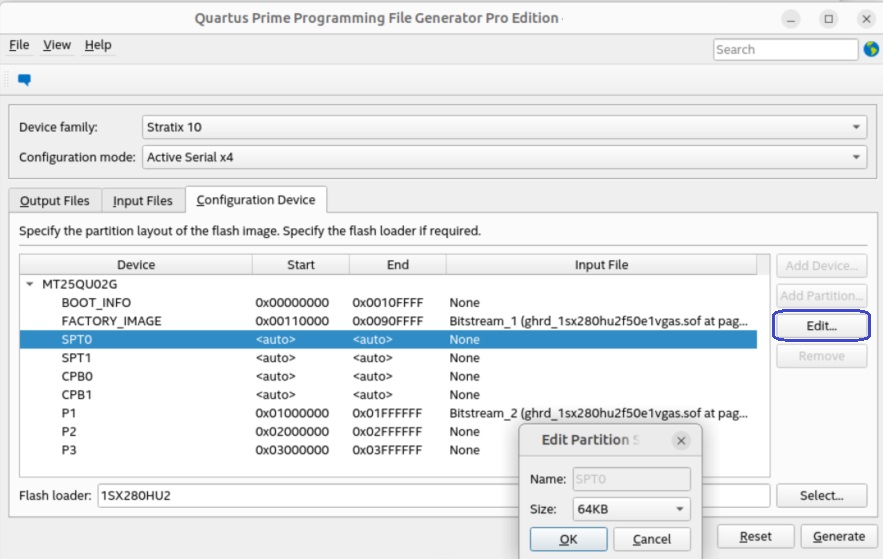 Quartus Prime Programming File Generator Pro Edition
File View Help
Search
Device family: Stratix 10
Configuration mode: Active Serial x4
Output Files Input Files Configuration Device
Specify the partition layout of the flash image. Specify the flash loader if required.
Device Start End Input File
Add Device...
MT25QU02G
BOOT_INFO 0x00000000 0x0010FFFF None
Add Partition...
FACTORY_IMAGE 0x00110000 0x0090FFFF Bitstream_1 (ghrd_1sx280hu2f50e1vgas.sof at pag...
Edit...
SPT0 <auto> <auto> None
SPT1 <auto> <auto> None
Remove
CPB0 <auto> <auto> None
CPB1 <auto> <auto> None
P1 0x01000000 0x01FFFFFF Bitstream_2 (ghrd_1sx280hu2f50e1vgas.sof at pag...
P2 0x02000000 0x02FFFFFF None
P3 0x03000000 0x03FFFFFF None
Edit Partition S
Name: SPT0
Size: 64KB
OK Cancel
Flash loader: 1SX280HU2
Select...
Reset Generate